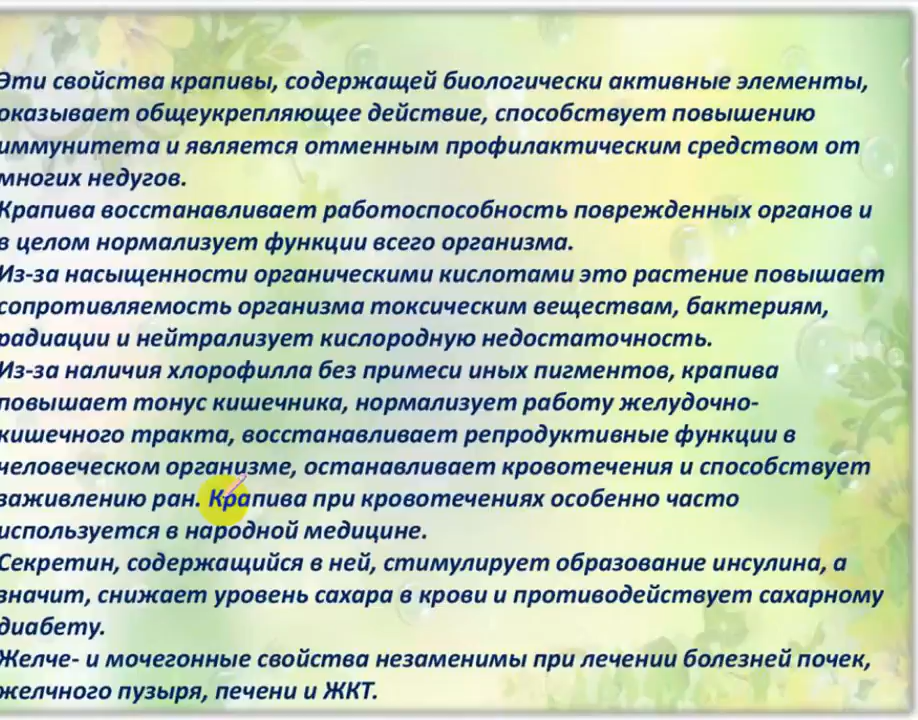 Эти свойства крапивы, содержащей биологически активные элементы,
оказывает общеукрепляющее действие, способствует повышению
иммунитета и является отменным профилактическим средством от
многих недугов.
Крапива восстанавливает работоспособность поврежденных органов и
в целом нормализует функции всего организма.
Из-за насыщенности органическими кислотами это растение повышает
сопротивляемость организма токсическим веществам, бактериям,
радиации и нейтрализует кислородную недостаточность.
Из-за наличия хлорофилла без примеси иных пигментов, крапива
повышает тонус кишечника, нормализует работу желудочно-
кишечного тракта, восстанавливает репродуктивные функции в
человеческом организме, останавливает кровотечения и способствует
заживлению ран. Крапива при кровотечениях особенно часто
используется в народной медицине.
Секретин, содержащийся в ней, стимулирует образование инсулина, а
значит, снижает уровень сахара в крови и противодействует сахарному
диабету.
Желче- и мочегонные свойства незаменимы при лечении болезней почек,
желчного пузыря, печени и ЖКТ.